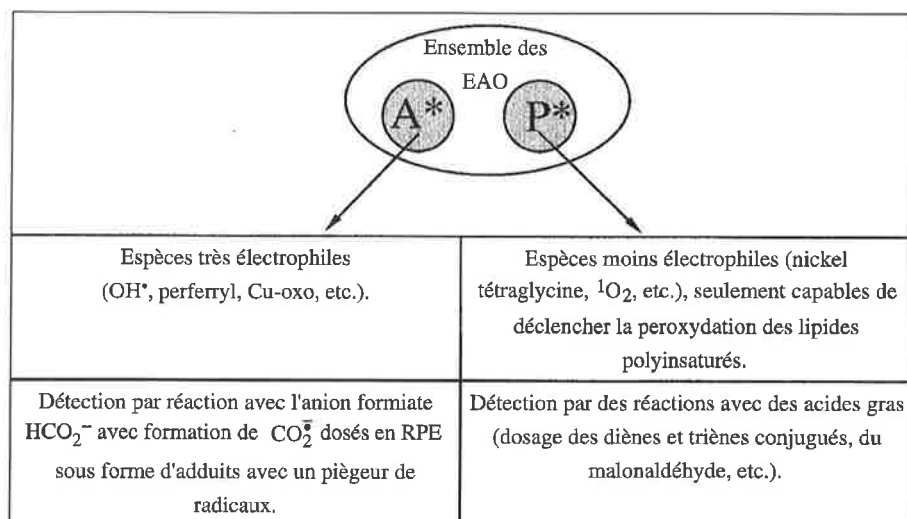 Ensemble des
EAO
A*
P*
Espèces très électrophiles
(OH•, perferryl, Cu-oxo, etc.).
Espèces moins électrophiles (nickel
tétraglycine, ¹O₂, etc.), seulement capables de
déclencher la peroxydation des lipides
polyinsaturés.
Détection par réaction avec l'anion formiate
HCO₂⁻ avec formation de CO₂•⁻ dosés en RPE
sous forme d'adduits avec un piègeur de
radicaux.
Détection par des réactions avec des acides gras
(dosage des diènes et triènes conjugués, du
malonaldéhyde, etc.).